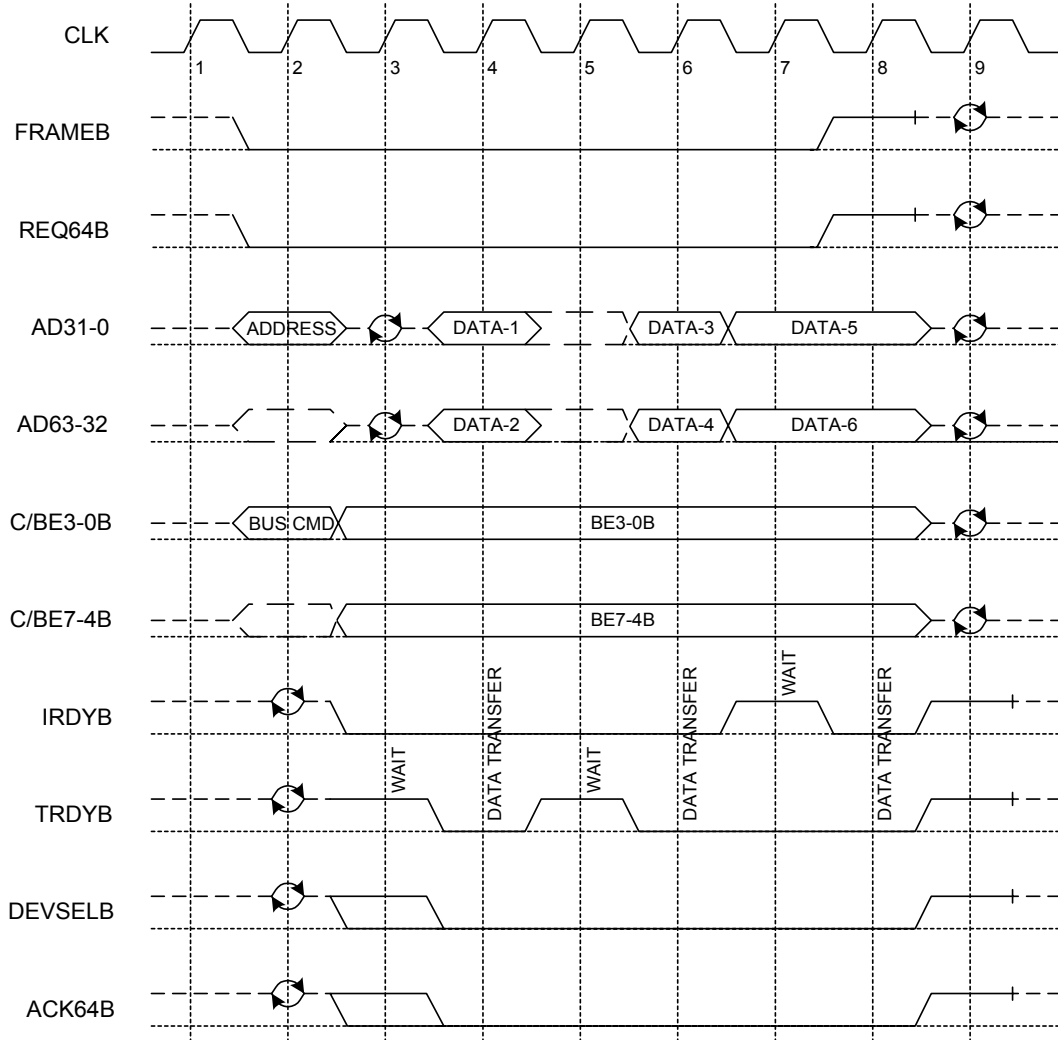 CLK
1 2 3 4 5 6 7 8 9
FRAMEB
REQ64B
AD31-0 ADDRESS DATA-1 DATA-3 DATA-5
AD63-32 DATA-2 DATA-4 DATA-6
C/BE3-0B BUS CMD BE3-0B
C/BE7-4B BE7-4B
IRDYB
WAIT
DATA TRANSFER
WAIT
DATA TRANSFER
WAIT
DATA TRANSFER
TRDYB
DEVSELB
ACK64B